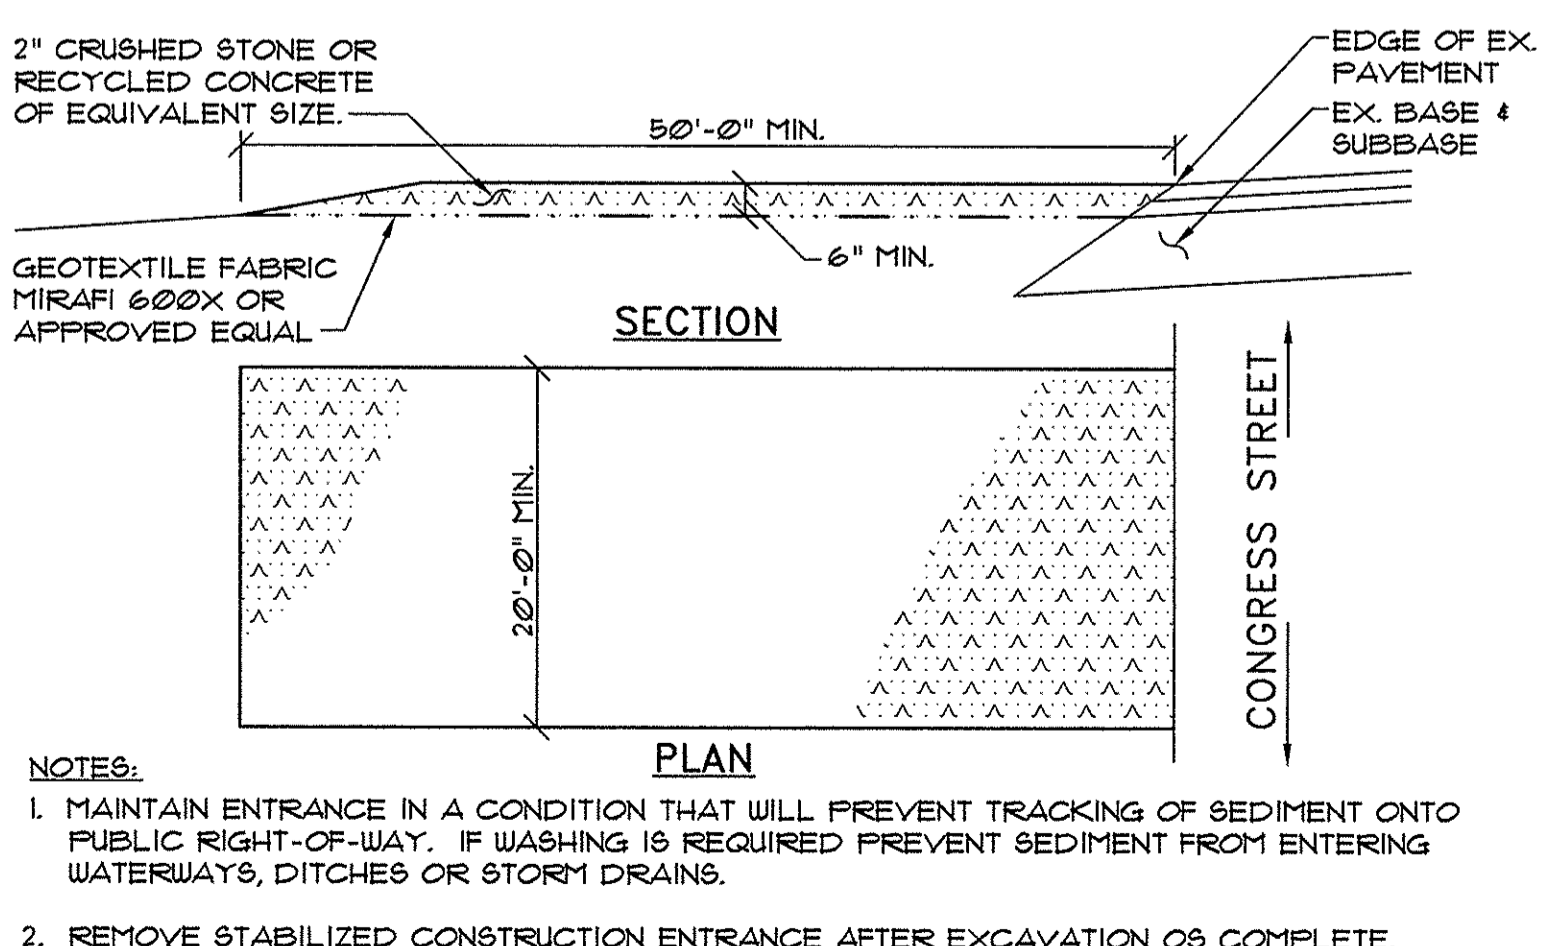 2" CRUSHED STONE OR
RECYCLED CONCRETE
OF EQUIVALENT SIZE.
50'-0" MIN.
EDGE OF EX.
PAVEMENT
EX. BASE &
SUBBASE
6" MIN.
GEOTEXTILE FABRIC
MIRAFI 600X OR
APPROVED EQUAL
SECTION
20'-0" MIN.
CONGRESS STREET
PLAN
NOTES:
1. MAINTAIN ENTRANCE IN A CONDITION THAT WILL PREVENT TRACKING OF SEDIMENT ONTO
PUBLIC RIGHT-OF-WAY. IF WASHING IS REQUIRED PREVENT SEDIMENT FROM ENTERING
WATERWAYS, DITCHES OR STORM DRAINS.
2. REMOVE STABILIZED CONSTRUCTION ENTRANCE AFTER EXCAVATION OS COMPLETE.